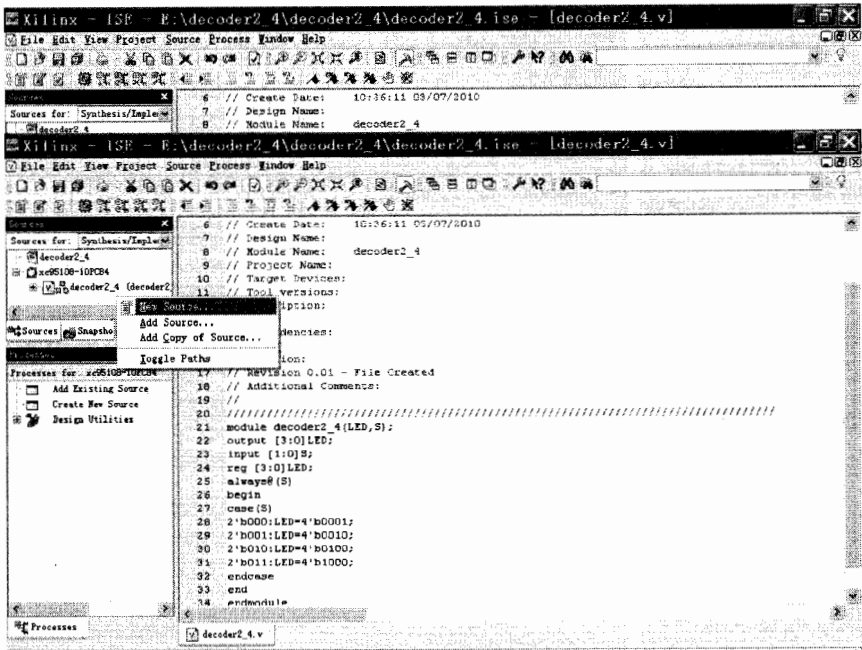 Xilinx - ISE - E:\decoder2_4\decoder2_4\decoder2_4.ise - [decoder2_4.v]
File Edit View Project Source Process Window Help
Sources
Sources for: Synthesis/Imple
decoder2_4
6 // Create Date: 10:36:11 03/07/2010
7 // Design Name:
8 // Module Name: decoder2_4
Xilinx - ISE - E:\decoder2_4\decoder2_4\decoder2_4.ise - [decoder2_4.v]
File Edit View Project Source Process Window Help
Sources
Sources for: Synthesis/Imple
decoder2_4
xc95108-10PC84
decoder2_4 (decoder2
Sources Snapsho
New Source...
Add Source...
Add Copy of Source...
Toggle Paths
Processes
Processes for: xc95108-10PC84
Add Existing Source
Create New Source
Design Utilities
Processes
6 // Create Date: 10:36:11 03/07/2010
7 // Design Name:
8 // Module Name: decoder2_4
9 // Project Name:
10 // Target Devices:
11 // Tool versions:
iption:
dencies:
ion:
17 // Revision 0.01 - File Created
18 // Additional Comments:
19 //
20 //////////////////////////////////////////////////////////////////////////////////
21 module decoder2_4(LED,S);
22 output [3:0]LED;
23 input [1:0]S;
24 reg [3:0]LED;
25 always@(S)
26 begin
27 case(S)
28 2'b000:LED=4'b0001;
29 2'b001:LED=4'b0010;
30 2'b010:LED=4'b0100;
31 2'b011:LED=4'b1000;
32 endcase
33 end
34 endmodule
decoder2_4.v